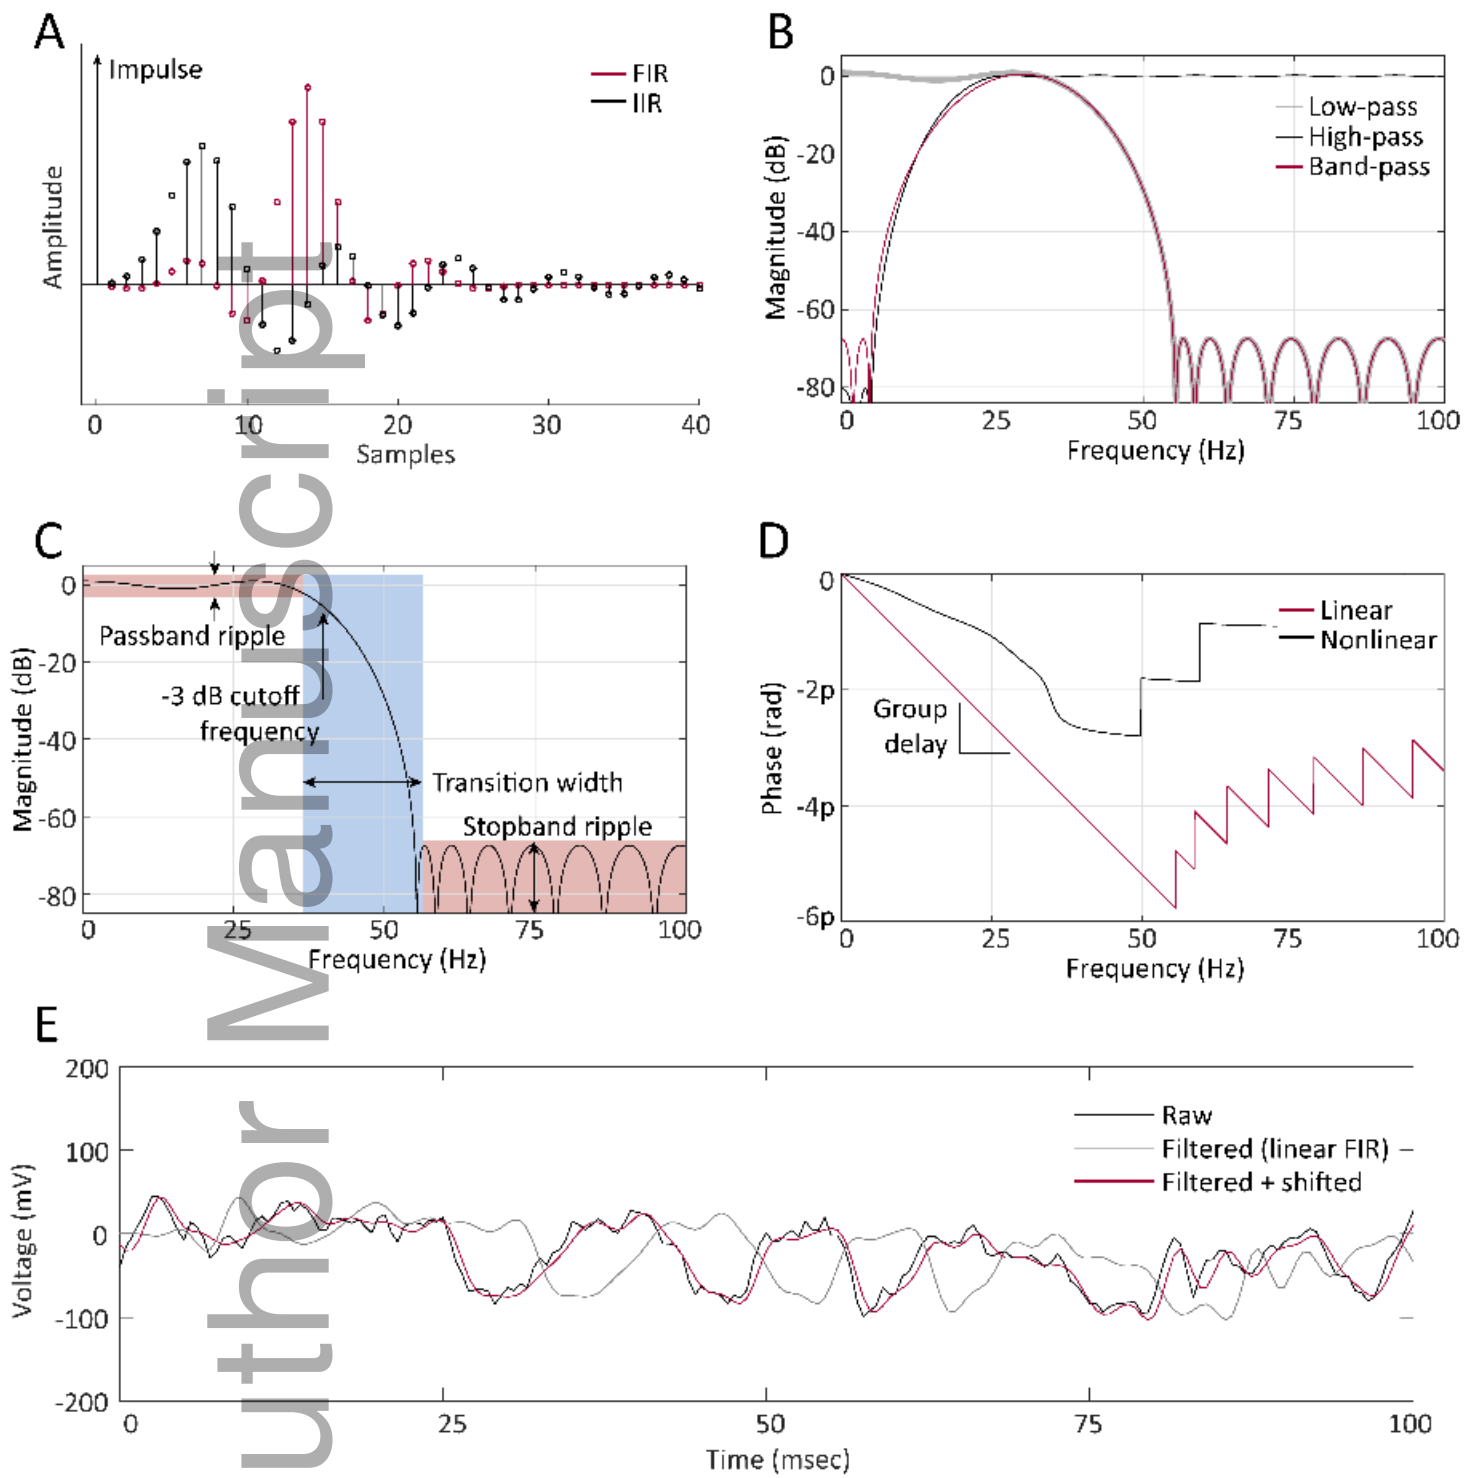 A
Impulse
FIR
IIR
Amplitude
0 10 20 30 40
Samples
B
0
-20
-40
-60
-80
Magnitude (dB)
Low-pass
High-pass
Band-pass
0 25 50 75 100
Frequency (Hz)
C
0
-20
-40
-60
-80
Magnitude (dB)
Passband ripple
-3 dB cutoff
frequency
Transition width
Stopband ripple
0 25 50 75 100
Frequency (Hz)
D
0
-2p
-4p
-6p
Phase (rad)
Linear
Nonlinear
Group
delay
0 25 50 75 100
Frequency (Hz)
E
200
100
0
-100
-200
Voltage (mV)
Raw
Filtered (linear FIR)
Filtered + shifted
0 25 50 75 100
Time (msec)
uthor Manuscript